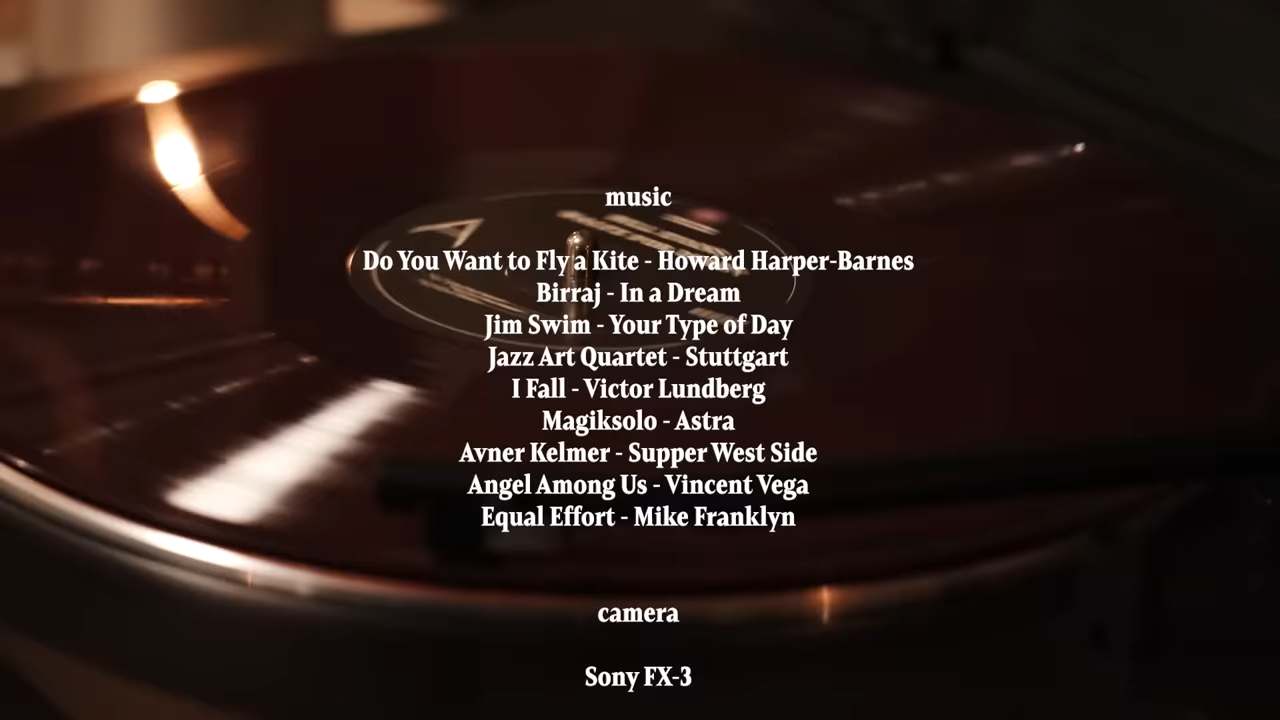 music
Do You Want to Fly a Kite - Howard Harper-Barnes
Birraj - In a Dream
Jim Swim - Your Type of Day
Jazz Art Quartet - Stuttgart
I Fall - Victor Lundberg
Magiksolo - Astra
Avner Kelmer - Supper West Side
Angel Among Us - Vincent Vega
Equal Effort - Mike Franklyn
camera
Sony FX-3